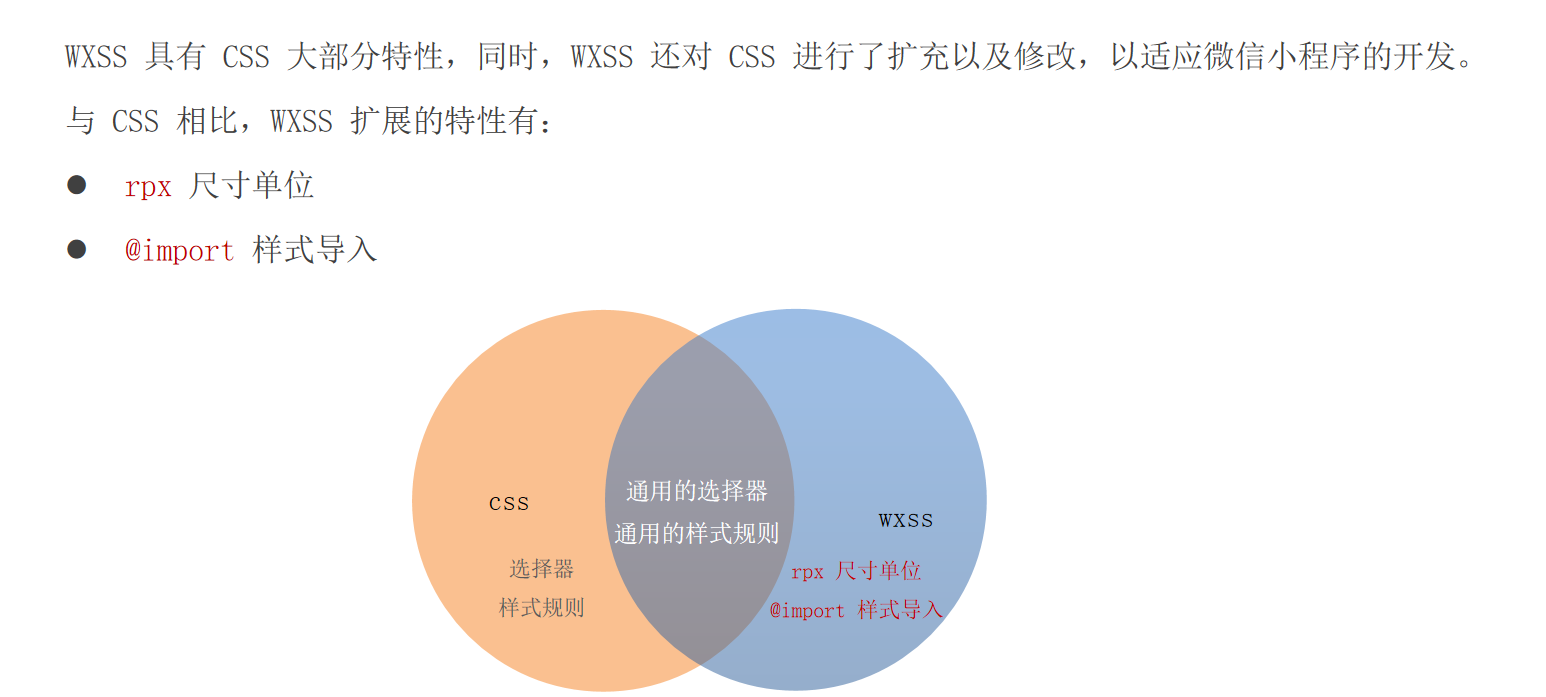 WXSS 具有 CSS 大部分特性，同时，WXSS 还对 CSS 进行了扩充以及修改，以适应微信小程序的开发。
与 CSS 相比，WXSS 扩展的特性有：
● rpx 尺寸单位
● @import 样式导入
CSS
选择器
样式规则
通用的选择器
通用的样式规则
WXSS
rpx 尺寸单位
@import 样式导入